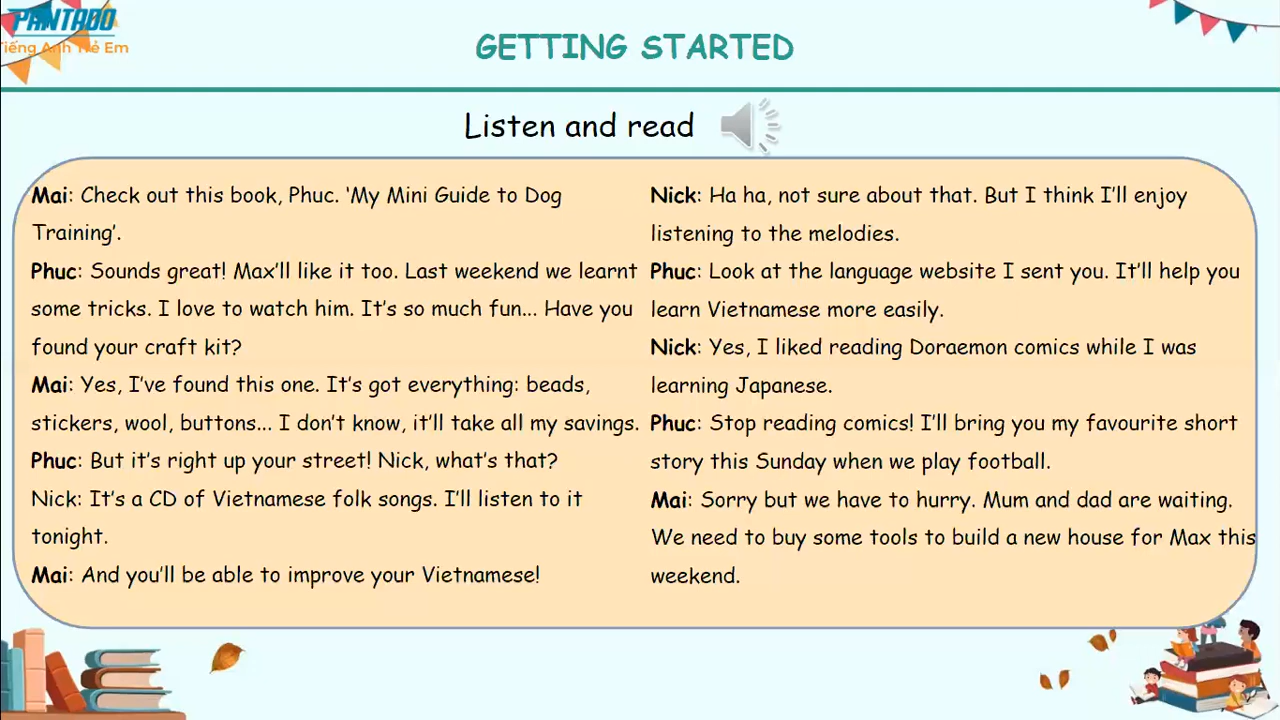 PANTADO
Tiếng Anh Trẻ Em
GETTING STARTED
Listen and read
Mai: Check out this book, Phuc. ‘My Mini Guide to Dog
Training’.
Phuc: Sounds great! Max’ll like it too. Last weekend we learnt
some tricks. I love to watch him. It’s so much fun... Have you
found your craft kit?
Mai: Yes, I’ve found this one. It’s got everything: beads,
stickers, wool, buttons... I don’t know, it’ll take all my savings.
Phuc: But it’s right up your street! Nick, what’s that?
Nick: It’s a CD of Vietnamese folk songs. I’ll listen to it
tonight.
Mai: And you’ll be able to improve your Vietnamese!
Nick: Ha ha, not sure about that. But I think I’ll enjoy
listening to the melodies.
Phuc: Look at the language website I sent you. It’ll help you
learn Vietnamese more easily.
Nick: Yes, I liked reading Doraemon comics while I was
learning Japanese.
Phuc: Stop reading comics! I’ll bring you my favourite short
story this Sunday when we play football.
Mai: Sorry but we have to hurry. Mum and dad are waiting.
We need to buy some tools to build a new house for Max this
weekend.